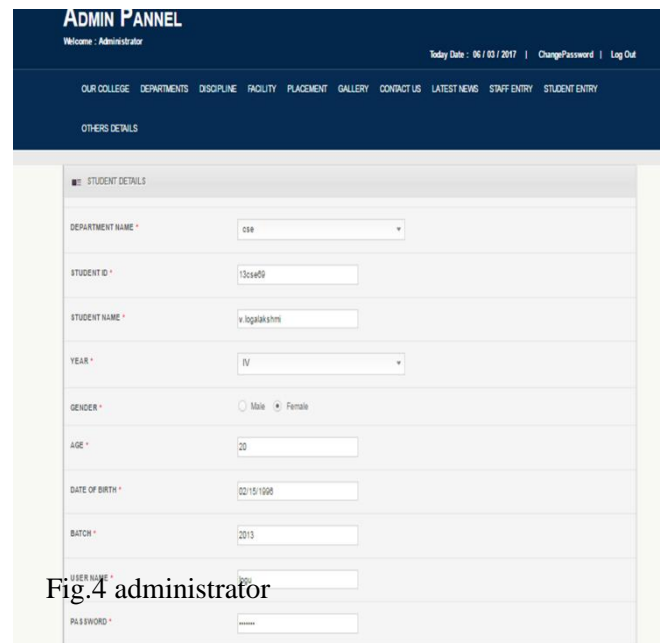 ADMIN PANNEL
Welcome : Administrator
Today Date : 06 / 03 / 2017 | ChangePassword | Log Out
OUR COLLEGE DEPARTMENTS DISCIPLINE FACILITY PLACEMENT GALLERY CONTACT US LATEST NEWS STAFF ENTRY STUDENT ENTRY
OTHERS DETAILS
STUDENT DETAILS
DEPARTMENT NAME * cse
STUDENT ID * 13cse69
STUDENT NAME * v.logalakshmi
YEAR * IV
GENDER * Male Female
AGE * 20
DATE OF BIRTH * 02/15/1996
BATCH * 2013
USER NAME *
Fig.4 administrator
PASSWORD * •••••••